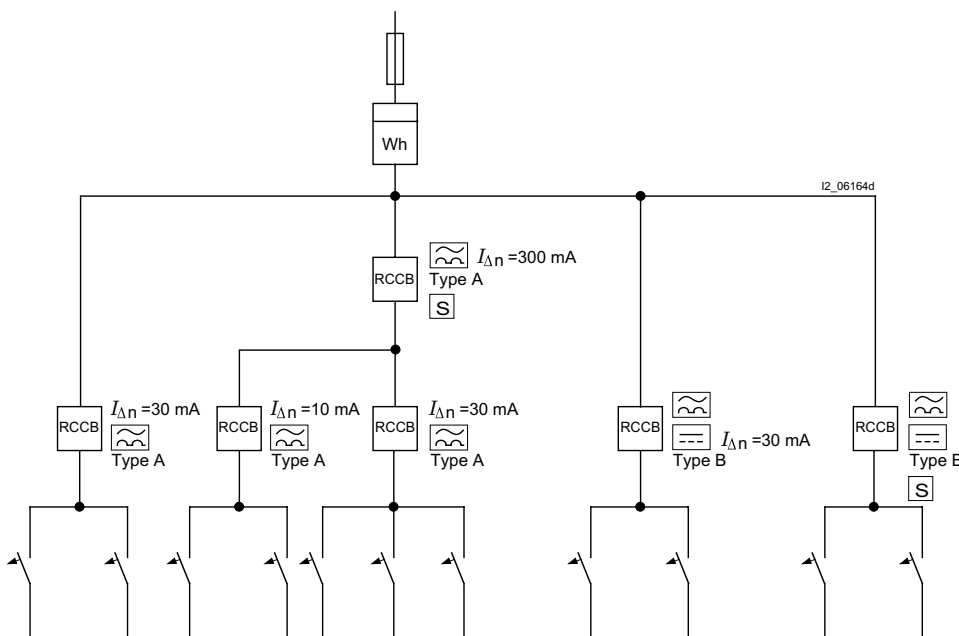 Wh
I2_06164d
RCCB
IΔn =300 mA
Type A
S
RCCB
IΔn =30 mA
Type A
RCCB
IΔn =10 mA
Type A
RCCB
IΔn =30 mA
Type A
RCCB
IΔn =30 mA
Type B
RCCB
Type B
S